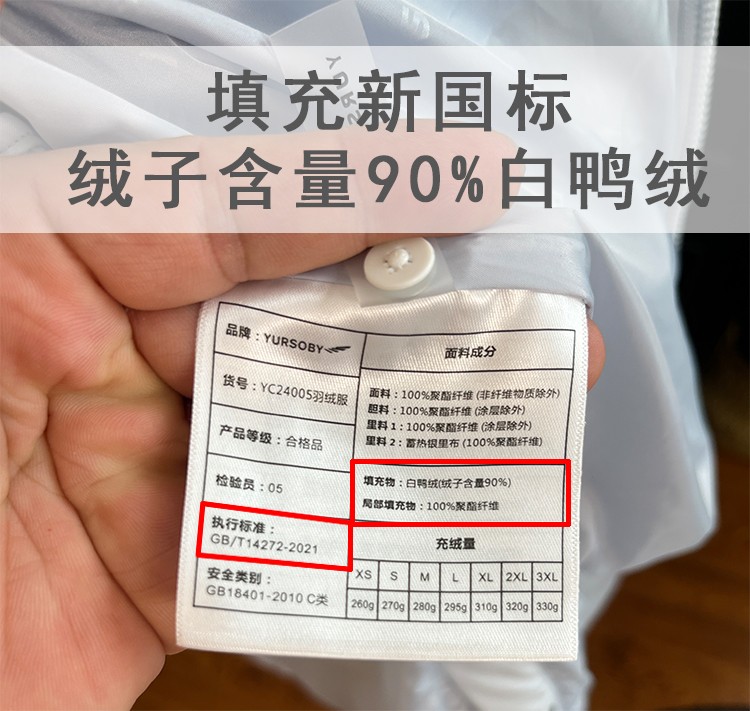 填充新国标
绒子含量90%白鸭绒
品牌：YURSOBY
货号：YC24005羽绒服
产品等级：合格品
检验员：05
执行标准：
GB/T14272-2021
安全类别：
GB18401-2010 C类
面料成分
面料：100%聚酯纤维 (非纤维物质除外)
胆料：100%聚酯纤维 (涂层除外)
里料1：100%聚酯纤维 (涂层除外)
里料2：蓄热银里布 (100%聚酯纤维)
填充物：白鸭绒(绒子含量90%)
局部填充物：100%聚酯纤维
充绒量
XS S M L XL 2XL 3XL
260g 270g 280g 295g 310g 320g 330g